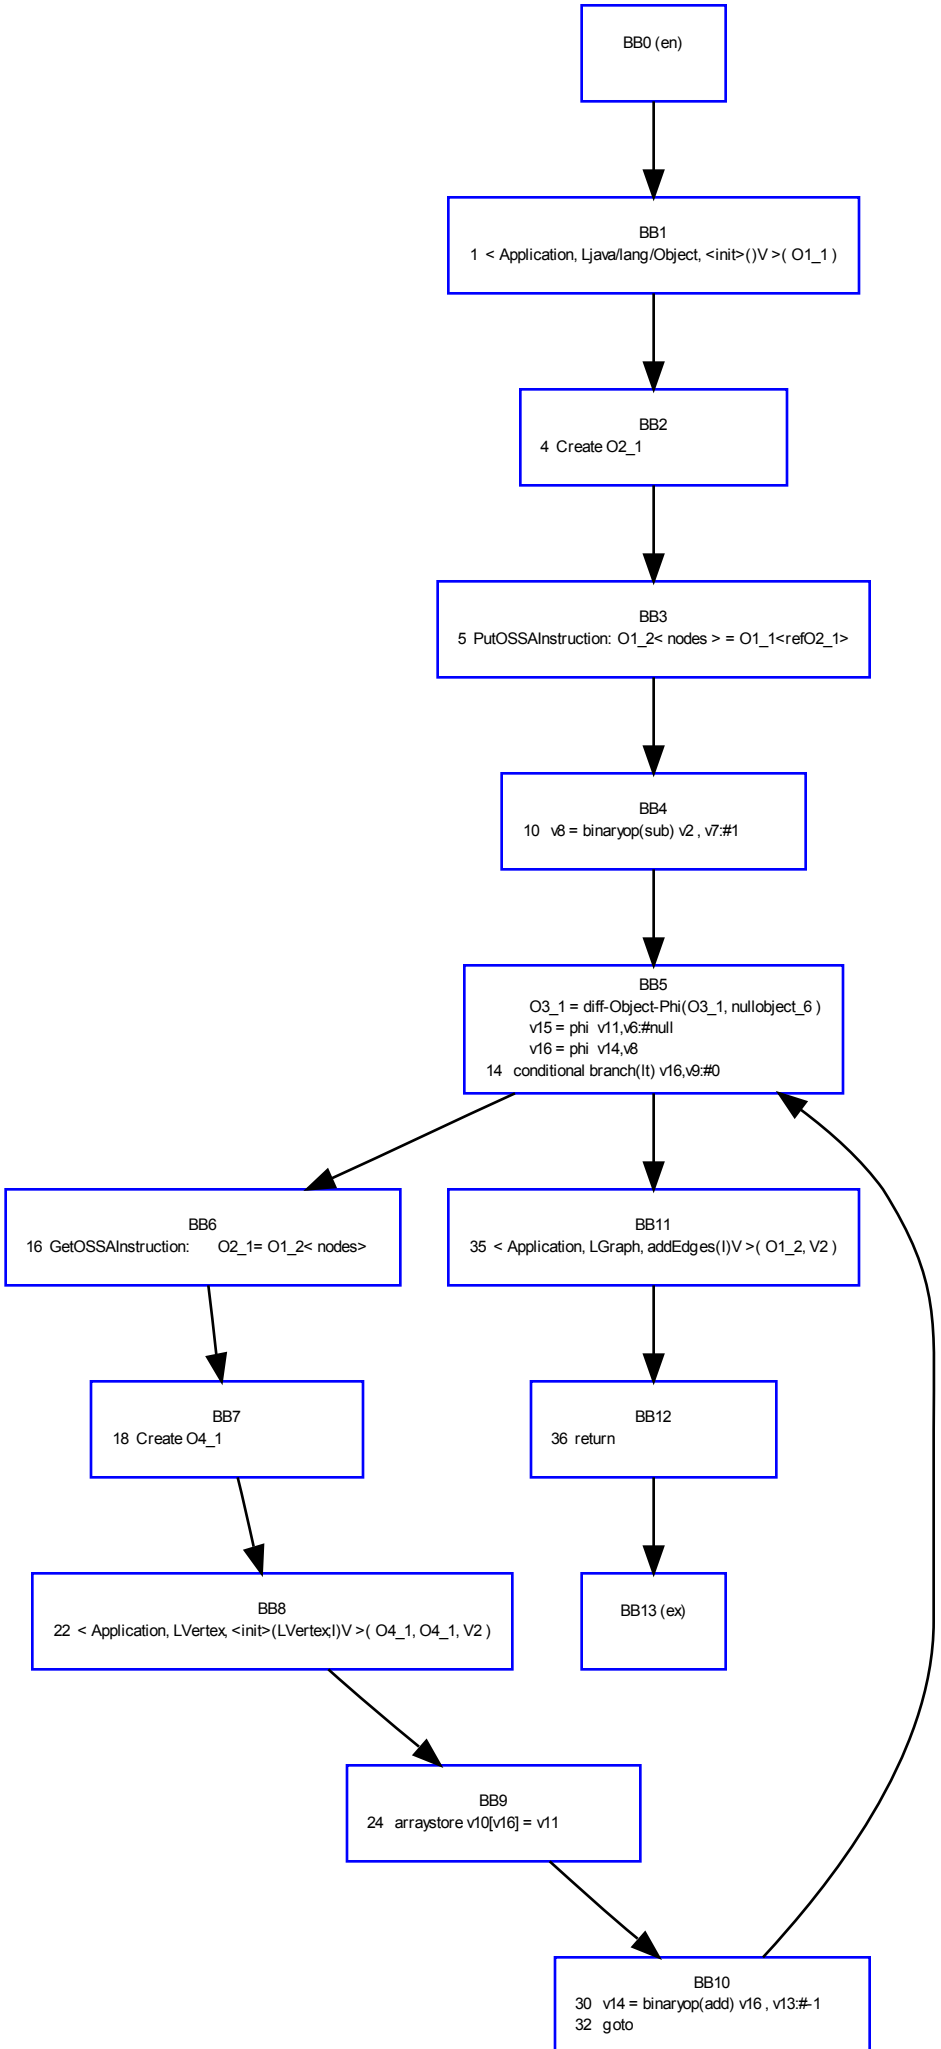 BB0 (en)
BB1
1 < Application, Ljava/lang/Object, <init>()V >( O1_1 )
BB2
4 Create O2_1
BB3
5 PutOSSAInstruction: O1_2< nodes > = O1_1<refO2_1>
BB4
10 v8 = binaryop(sub) v2 , v7:#1
BB5
O3_1 = diff-Object-Phi(O3_1, nullobject_6 )
v15 = phi v11,v6:#null
v16 = phi v14,v8
14 conditional branch(lt) v16,v9:#0
BB6
16 GetOSSAInstruction: O2_1= O1_2< nodes>
BB11
35 < Application, LGraph, addEdges(I)V >( O1_2, V2 )
BB7
18 Create O4_1
BB12
36 return
BB8
22 < Application, LVertex, <init>(LVertex;I)V >( O4_1, O4_1, V2 )
BB13 (ex)
BB9
24 arraystore v10[v16] = v11
BB10
30 v14 = binaryop(add) v16 , v13:#-1
32 goto